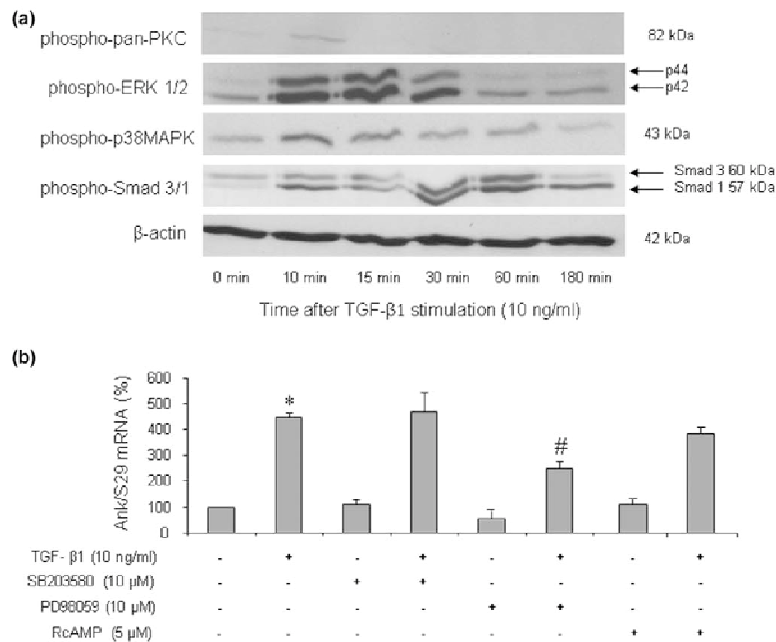 (a)
phospho-pan-PKC 82 kDa
phospho-ERK 1/2 p44
p42
phospho-p38MAPK 43 kDa
phospho-Smad 3/1 Smad 3 60 kDa
Smad 1 57 kDa
β-actin 42 kDa
0 min 10 min 15 min 30 min 60 min 180 min
Time after TGF-β1 stimulation (10 ng/ml)
(b)
Ank/S29 mRNA (%)
600
500
400
300
200
100
0
* #
TGF- β1 (10 ng/ml) - + - + - + - +
SB203580 (10 µM) - - + + - - - -
PD98059 (10 µM) - - - - + + - -
RcAMP (5 µM) - - - - - - + +